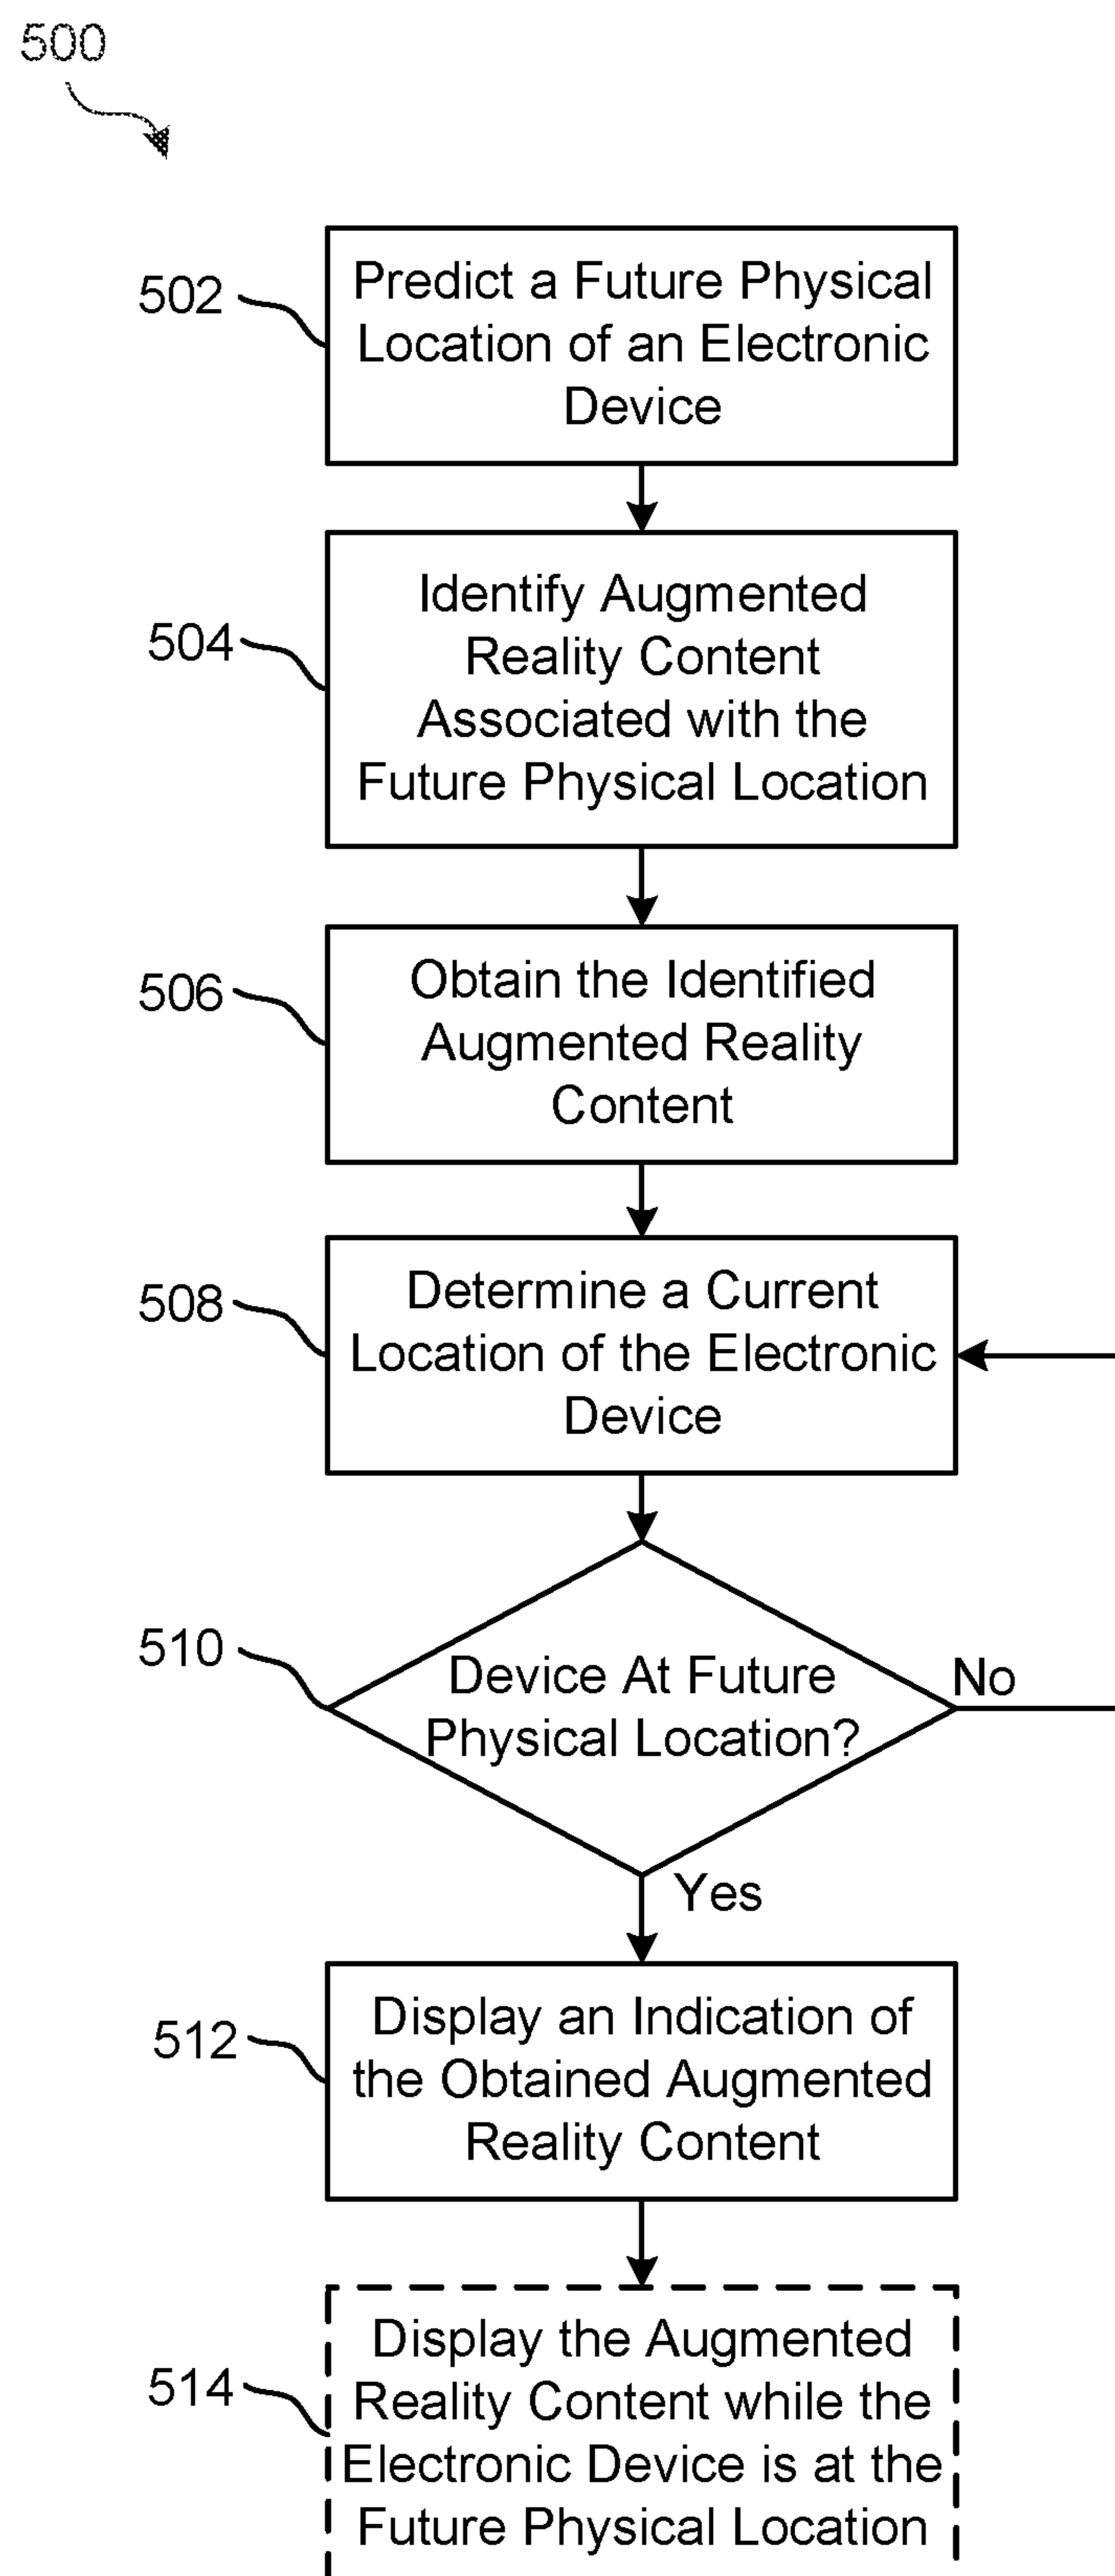 500
502
Predict a Future Physical
Location of an Electronic
Device
504
Identify Augmented
Reality Content
Associated with the
Future Physical Location
506
Obtain the Identified
Augmented Reality
Content
508
Determine a Current
Location of the Electronic
Device
510
Device At Future
Physical Location?
No
Yes
512
Display an Indication of
the Obtained Augmented
Reality Content
514
Display the Augmented
Reality Content while the
Electronic Device is at the
Future Physical Location